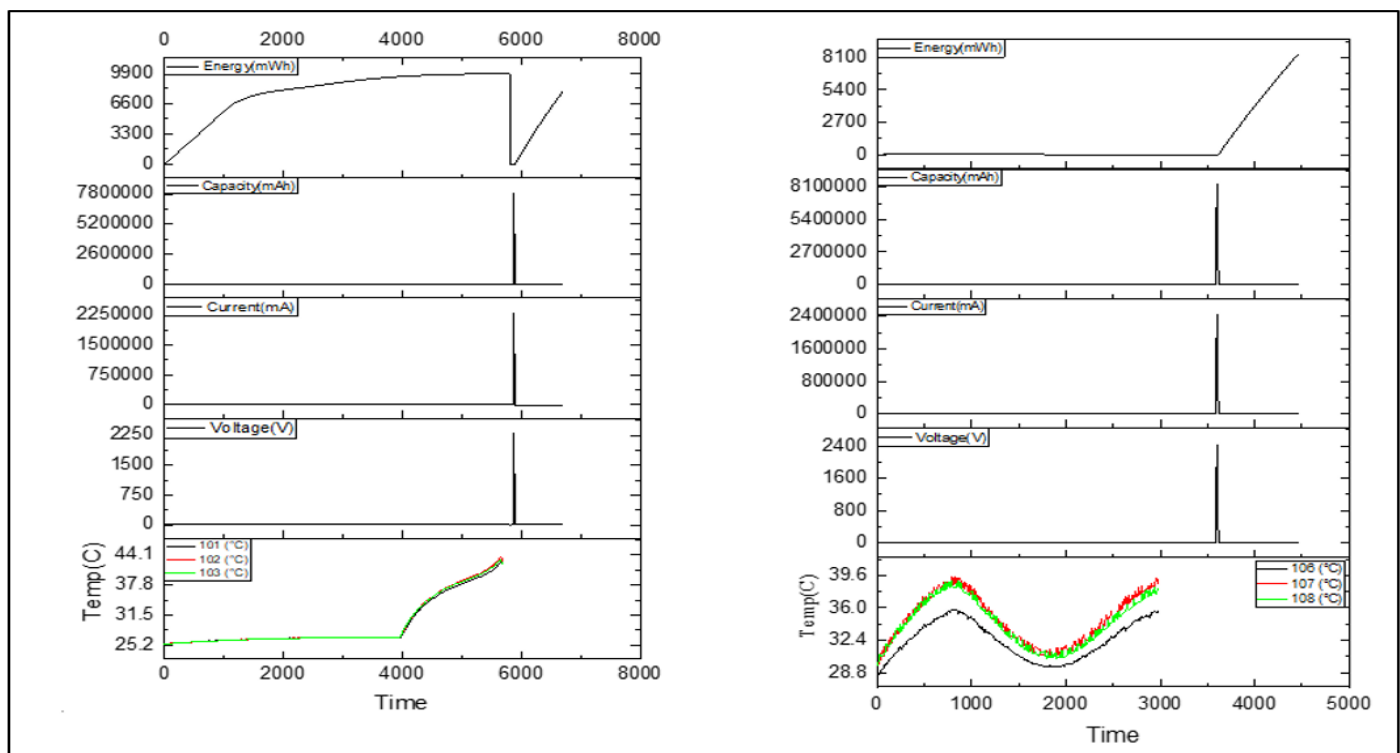 0 2000 4000 6000 8000
Energy(mWh)
9900
6600
3300
0
Capacity(mAh)
7800000
5200000
2600000
0
Current(mA)
2250000
1500000
750000
0
Voltage(V)
2250
1500
750
0
Temp(C)
101 (°C)
102 (°C)
103 (°C)
44.1
37.8
31.5
25.2
0 2000 4000 6000 8000
Time
Energy(mWh)
8100
5400
2700
0
Capacity(mAh)
8100000
5400000
2700000
0
Current(mA)
2400000
1600000
800000
0
Voltage(V)
2400
1600
800
0
Temp(C)
106 (°C)
107 (°C)
108 (°C)
39.6
36.0
32.4
28.8
0 1000 2000 3000 4000 5000
Time